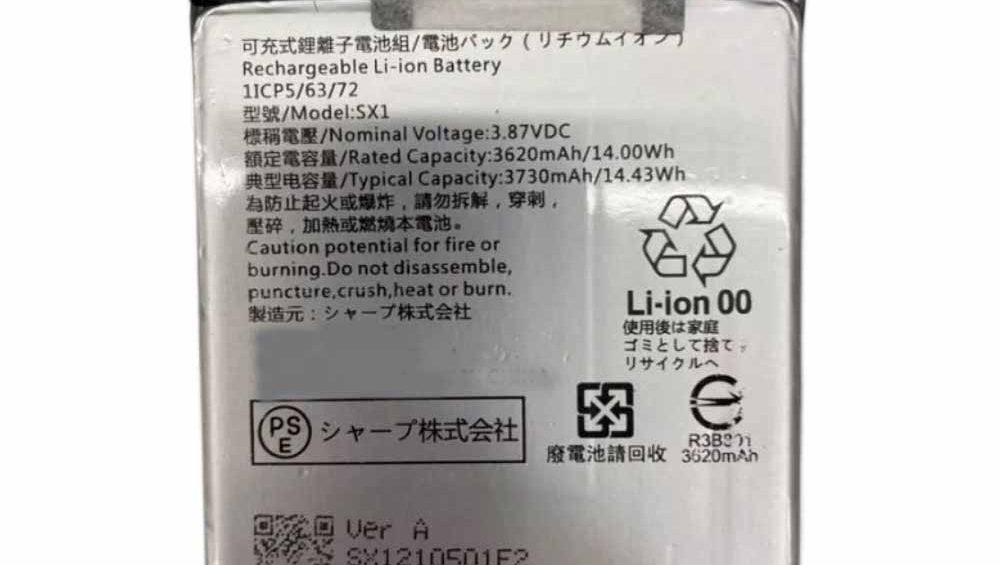 可充式鋰離子電池組/電池パック(リチウムイオン)
Rechargeable Li-ion Battery
1ICP5/63/72
型號/Model:SX1
標稱電壓/Nominal Voltage:3.87VDC
額定電容量/Rated Capacity:3620mAh/14.00Wh
典型电容量/Typical Capacity:3730mAh/14.43Wh
為防止起火或爆炸，請勿拆解，穿刺，
壓碎，加熱或燃燒本電池。
Caution potential for fire or
burning.Do not disassemble,
puncture,crush,heat or burn.
製造元：シャープ株式会社
Li-ion 00
使用後は家庭
ゴミとして捨て
リサイクルへ
PS
E
シャープ株式会社
廢電池請回收
3620mAh
Ver A
SX1210501F2